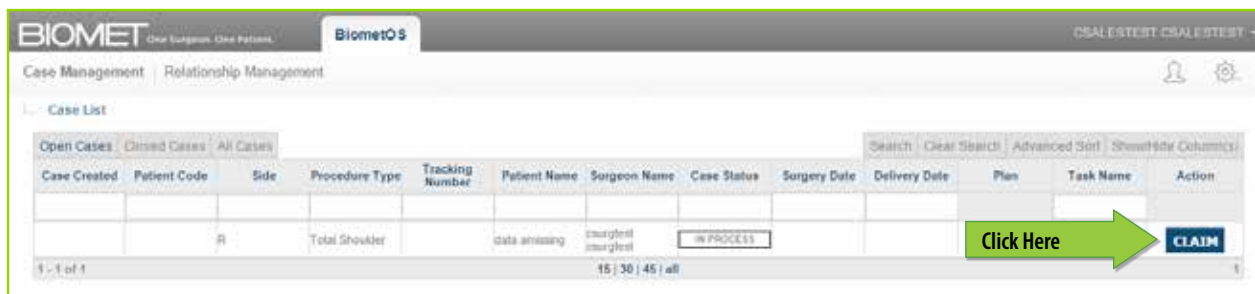 BIOMET One Surgeon. One Patient. BiometOS CSALESTEST CSALESTEST
Case Management | Relationship Management
Case List
Open Cases Closed Cases All Cases Search Clear Search Advanced Sort Show/Hide Column(s)
Case Created Patient Code Side Procedure Type Tracking Number Patient Name Surgeon Name Case Status Surgery Date Delivery Date Plan Task Name Action
R Total Shoulder data amissing csurgtest csurgtest IN PROCESS Click Here CLAIM
1 - 1 of 1 15 | 30 | 45 | all 1